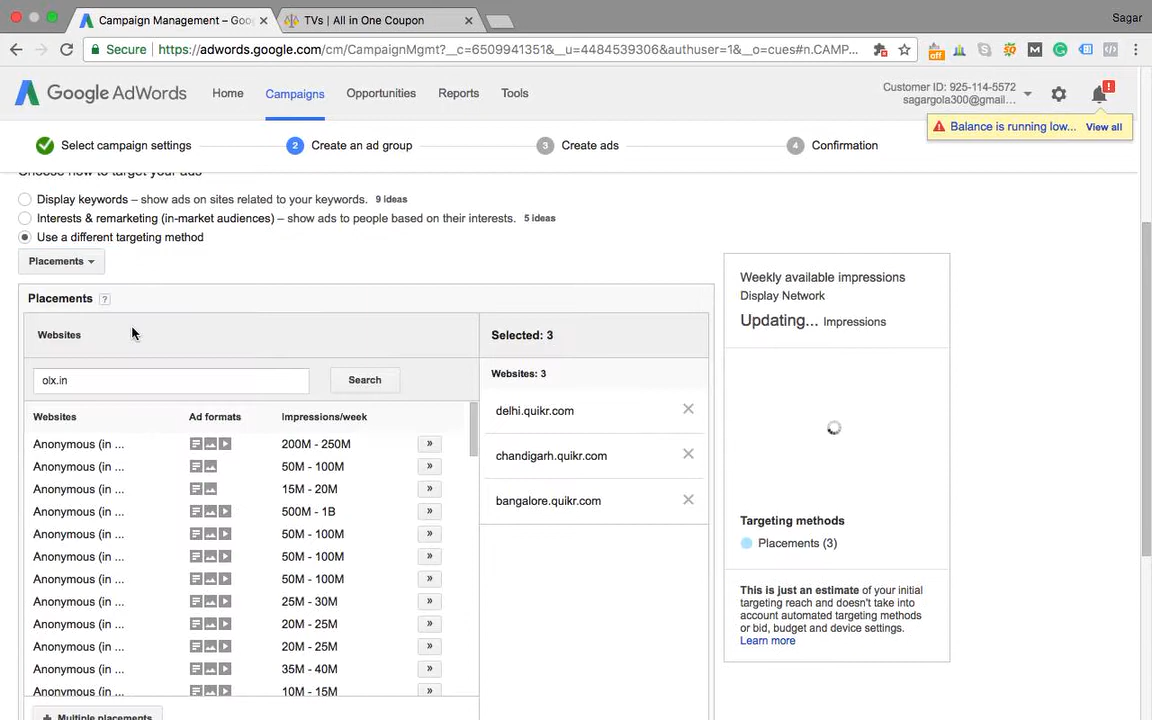 Campaign Management – Goo
TVs | All in One Coupon
Sagar
Secure | https://adwords.google.com/cm/CampaignMgmt?__c=6509941351&__u=4484539306&authuser=1&__o=cues#n.CAMP...
off
M
Google AdWords
Home
Campaigns
Opportunities
Reports
Tools
Customer ID: 925-114-5572
sagargola300@gmail...
!
Balance is running low... View all
Select campaign settings
2 Create an ad group
3 Create ads
4 Confirmation
Choose how to target your ads
Display keywords – show ads on sites related to your keywords. 9 ideas
Interests & remarketing (in-market audiences) – show ads to people based on their interests. 5 ideas
Use a different targeting method
Placements
Placements ?
Websites
Selected: 3
olx.in
Search
Websites Ad formats Impressions/week
Anonymous (in ... 200M - 250M »
Anonymous (in ... 50M - 100M »
Anonymous (in ... 15M - 20M »
Anonymous (in ... 500M - 1B »
Anonymous (in ... 50M - 100M »
Anonymous (in ... 50M - 100M »
Anonymous (in ... 50M - 100M »
Anonymous (in ... 25M - 30M »
Anonymous (in ... 20M - 25M »
Anonymous (in ... 20M - 25M »
Anonymous (in ... 35M - 40M »
Anonymous (in ... 10M - 15M »
+ Multiple placements
Websites: 3
delhi.quikr.com
chandigarh.quikr.com
bangalore.quikr.com
Weekly available impressions
Display Network
Updating... Impressions
Targeting methods
Placements (3)
This is just an estimate of your initial
targeting reach and doesn't take into
account automated targeting methods
or bid, budget and device settings.
Learn more